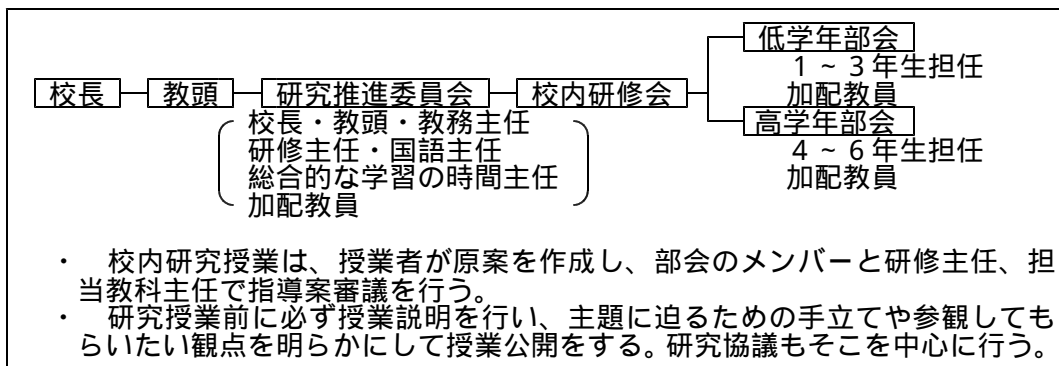 低学年部会
1～3年生担任
加配教員
校長 教頭 研究推進委員会 校内研修会
高学年部会
4～6年生担任
加配教員
校長・教頭・教務主任
研修主任・国語主任
総合的な学習の時間主任
加配教員
・ 校内研究授業は、授業者が原案を作成し、部会のメンバーと研修主任、担
当教科主任で指導案審議を行う。
・ 研究授業前に必ず授業説明を行い、主題に迫るための手立てや参観しても
らいたい観点を明らかにして授業公開をする。研究協議もそこを中心に行う。